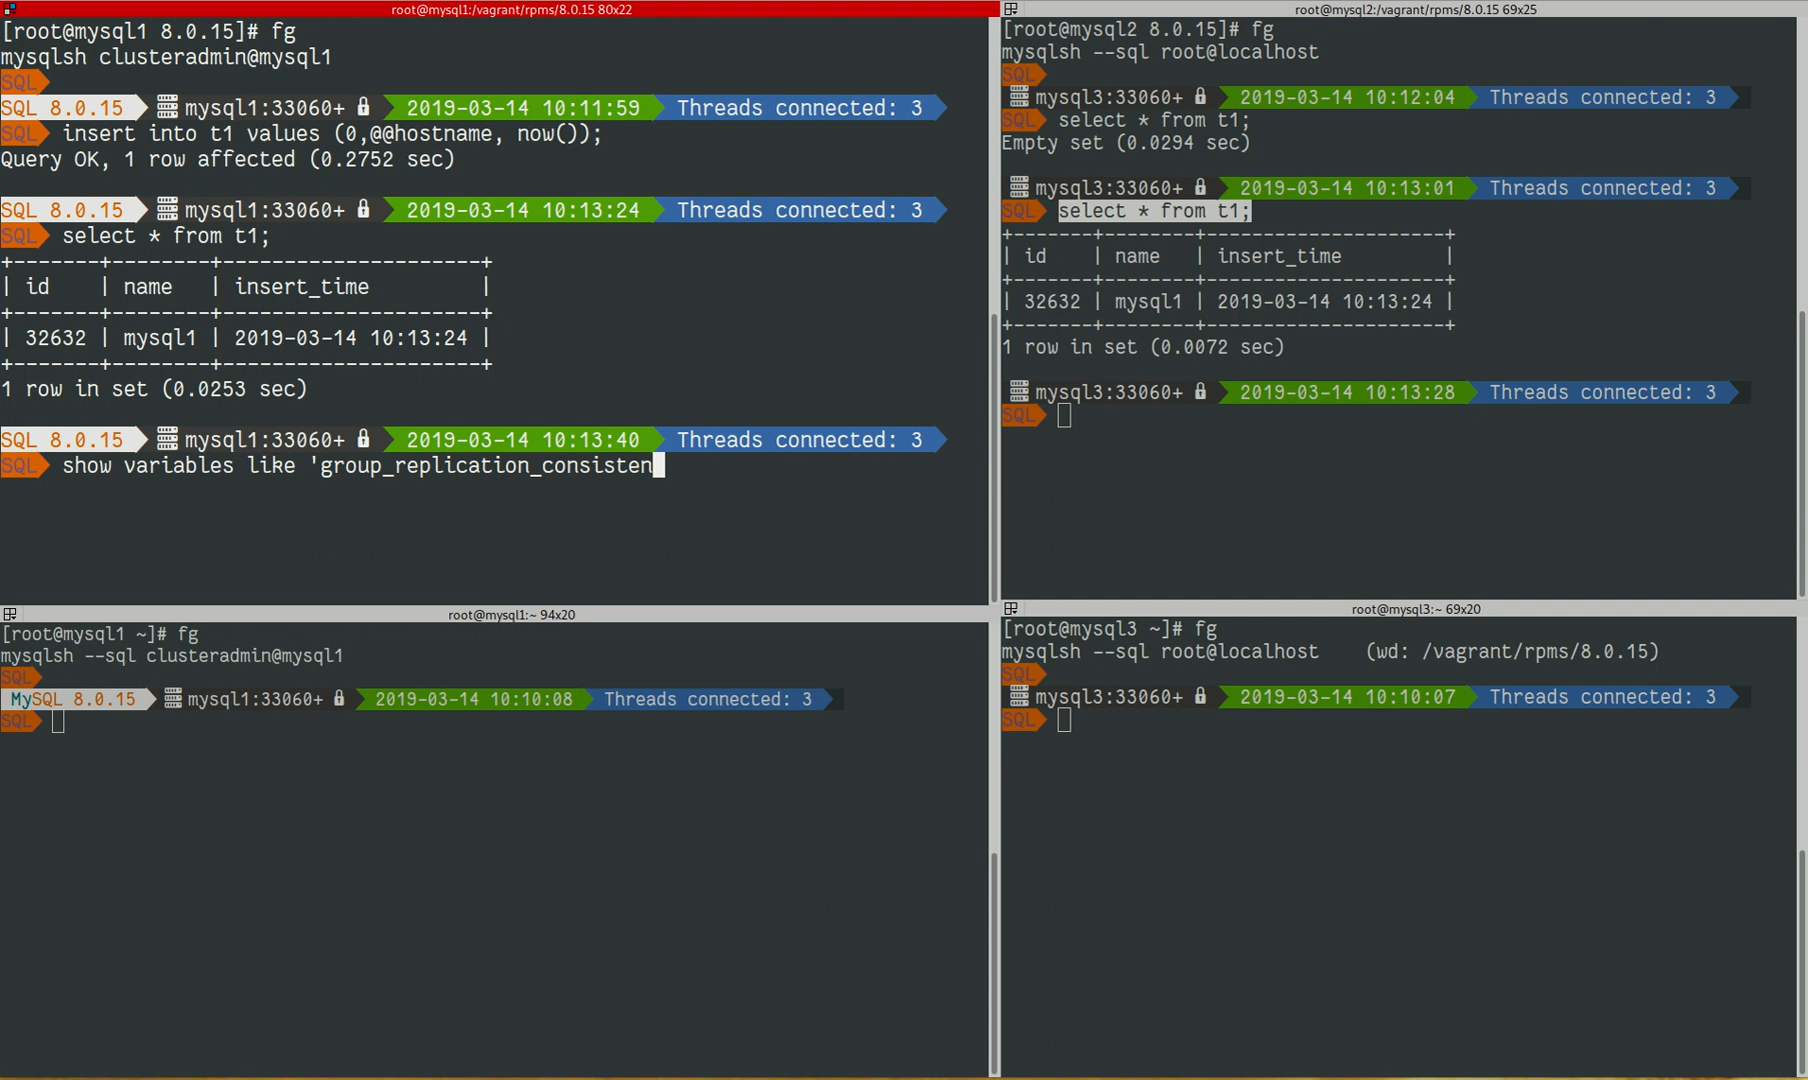 root@mysql1:/vagrant/rpms/8.0.15 80x22
[root@mysql1 8.0.15]# fg
mysqlsh clusteradmin@mysql1
SQL
SQL 8.0.15 mysql1:33060+ 2019-03-14 10:11:59 Threads connected: 3
SQL insert into t1 values (0,@@hostname, now());
Query OK, 1 row affected (0.2752 sec)
SQL 8.0.15 mysql1:33060+ 2019-03-14 10:13:24 Threads connected: 3
SQL select * from t1;
+-------+--------+---------------------+
| id    | name   | insert_time         |
+-------+--------+---------------------+
| 32632 | mysql1 | 2019-03-14 10:13:24 |
+-------+--------+---------------------+
1 row in set (0.0253 sec)
SQL 8.0.15 mysql1:33060+ 2019-03-14 10:13:40 Threads connected: 3
SQL show variables like 'group_replication_consisten
root@mysql2:/vagrant/rpms/8.0.15 69x25
[root@mysql2 8.0.15]# fg
mysqlsh --sql root@localhost
SQL
mysql3:33060+ 2019-03-14 10:12:04 Threads connected: 3
SQL select * from t1;
Empty set (0.0294 sec)
mysql3:33060+ 2019-03-14 10:13:01 Threads connected: 3
SQL select * from t1;
+-------+--------+---------------------+
| id    | name   | insert_time         |
+-------+--------+---------------------+
| 32632 | mysql1 | 2019-03-14 10:13:24 |
+-------+--------+---------------------+
1 row in set (0.0072 sec)
mysql3:33060+ 2019-03-14 10:13:28 Threads connected: 3
SQL
root@mysql1:~ 94x20
[root@mysql1 ~]# fg
mysqlsh --sql clusteradmin@mysql1
SQL
MySQL 8.0.15 mysql1:33060+ 2019-03-14 10:10:08 Threads connected: 3
SQL
root@mysql3:~ 69x20
[root@mysql3 ~]# fg
mysqlsh --sql root@localhost    (wd: /vagrant/rpms/8.0.15)
SQL
mysql3:33060+ 2019-03-14 10:10:07 Threads connected: 3
SQL